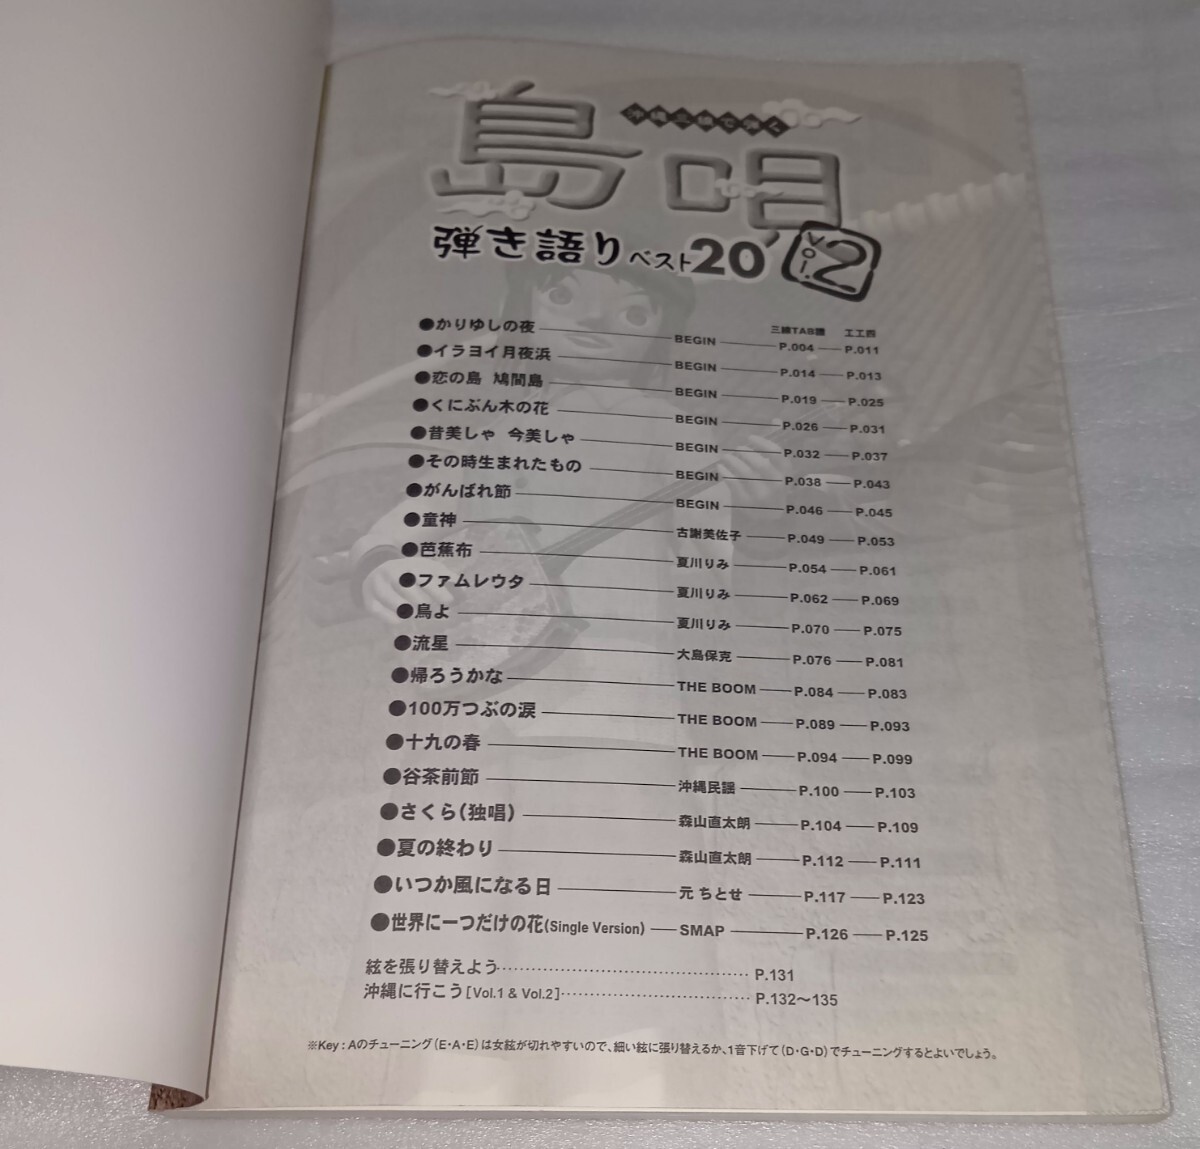 沖縄三線で弾く
島唄
弾き語りベスト20 VOL.2
三線TAB譜 工工四
●かりゆしの夜 BEGIN P.004 P.011
●イラヨイ月夜浜 BEGIN P.014 P.013
●恋の島 鳩間島 BEGIN P.019 P.025
●くにぶん木の花 BEGIN P.026 P.031
●昔美しゃ 今美しゃ BEGIN P.032 P.037
●その時生まれたもの BEGIN P.038 P.043
●がんばれ節 BEGIN P.046 P.045
●童神 古謝美佐子 P.049 P.053
●芭蕉布 夏川りみ P.054 P.061
●ファムレウタ 夏川りみ P.062 P.069
●鳥よ 夏川りみ P.070 P.075
●流星 大島保克 P.076 P.081
●帰ろうかな THE BOOM P.084 P.083
●100万つぶの涙 THE BOOM P.089 P.093
●十九の春 THE BOOM P.094 P.099
●谷茶前節 沖縄民謡 P.100 P.103
●さくら(独唱) 森山直太朗 P.104 P.109
●夏の終わり 森山直太朗 P.112 P.111
●いつか風になる日 元 ちとせ P.117 P.123
●世界に一つだけの花(Single Version) SMAP P.126 P.125
絃を張り替えよう P.131
沖縄に行こう[Vol.1 & Vol.2] P.132〜135
※Key:Aのチューニング(E・A・E)は女絃が切れやすいので、細い絃に張り替えるか、1音下げて(D・G・D)でチューニングするとよいでしょう。